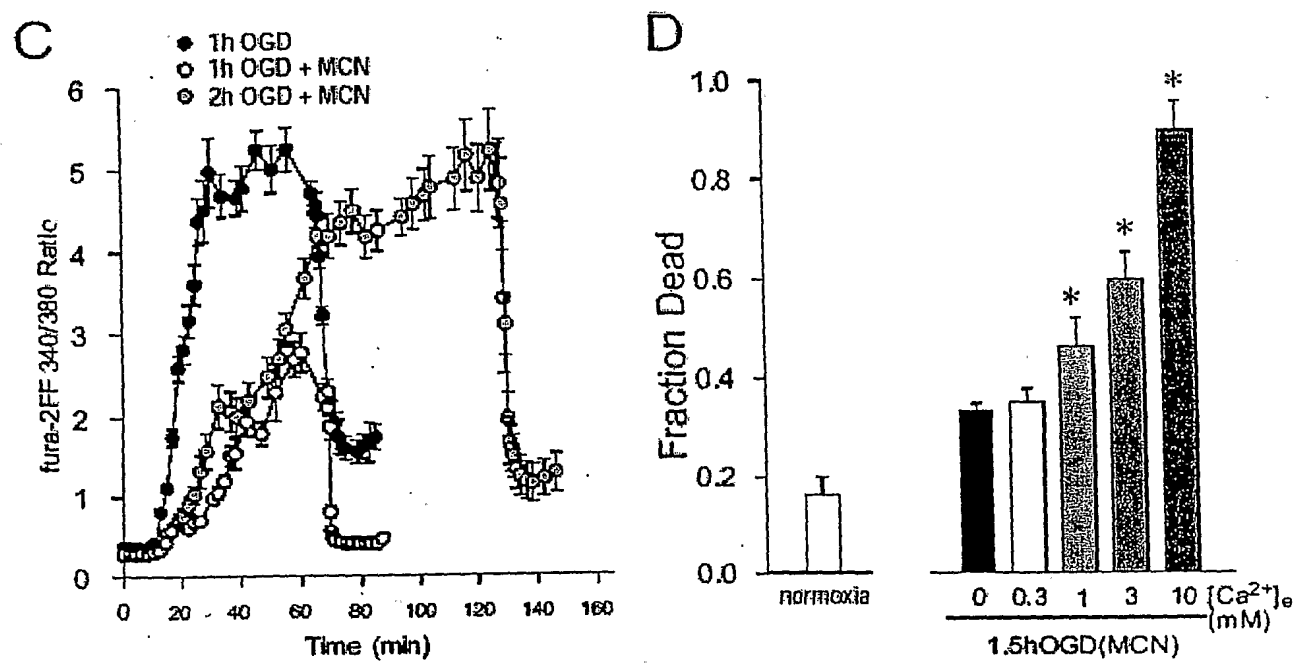 C
1h OGD
1h OGD + MCN
2h OGD + MCN
6
5
4
3
2
1
0
fura-2FF 340/380 Ratio
0 20 40 60 80 100 120 140 160
Time (min)
D
1.0
0.8
0.6
0.4
0.2
0.0
Fraction Dead
* * *
normoxia
0 0.3 1 3 10 [Ca2+]e
(mM)
1.5hOGD(MCN)